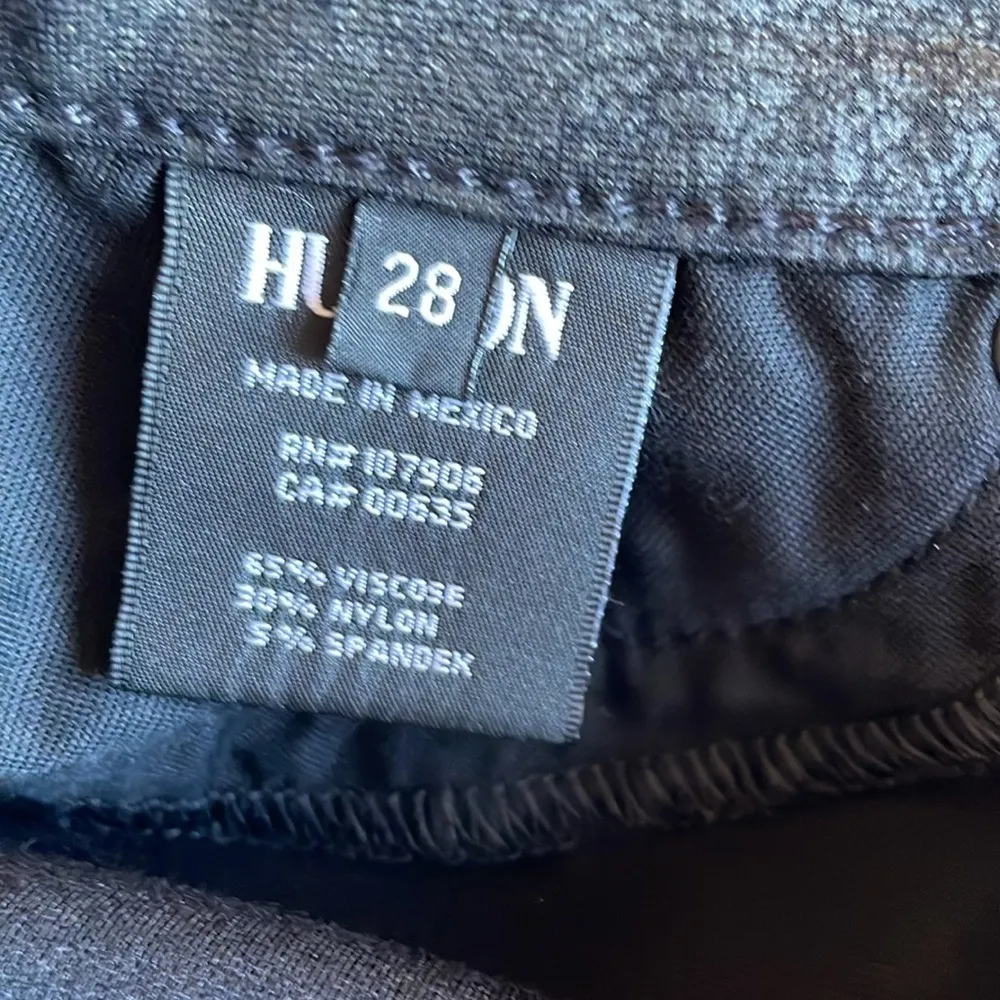 HU ON
28
MADE IN MEXICO
RN# 107906
CA# 00635
65% VISCOSE
30% NYLON
5% SPANDEX